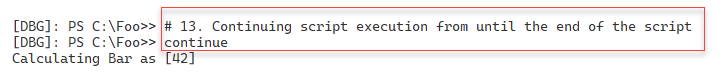 [DBG]: PS C:\Foo>> # 13. Continuing script execution from until the end of the script
[DBG]: PS C:\Foo>> continue
Calculating Bar as [42]